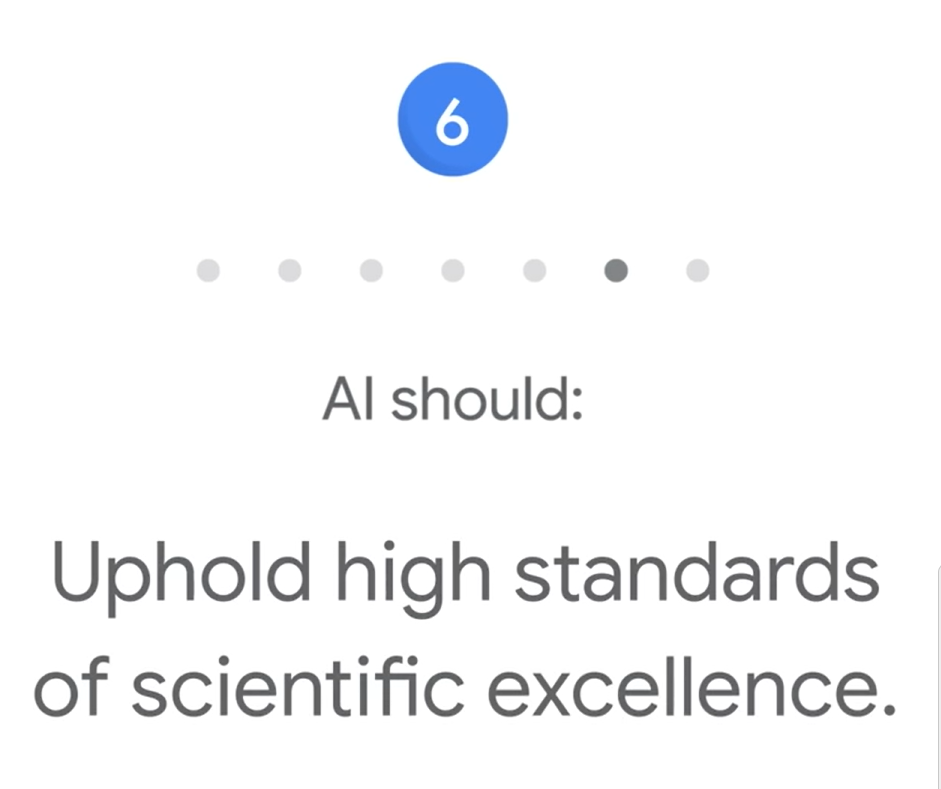 6
AI should:
Uphold high standards
of scientific excellence.